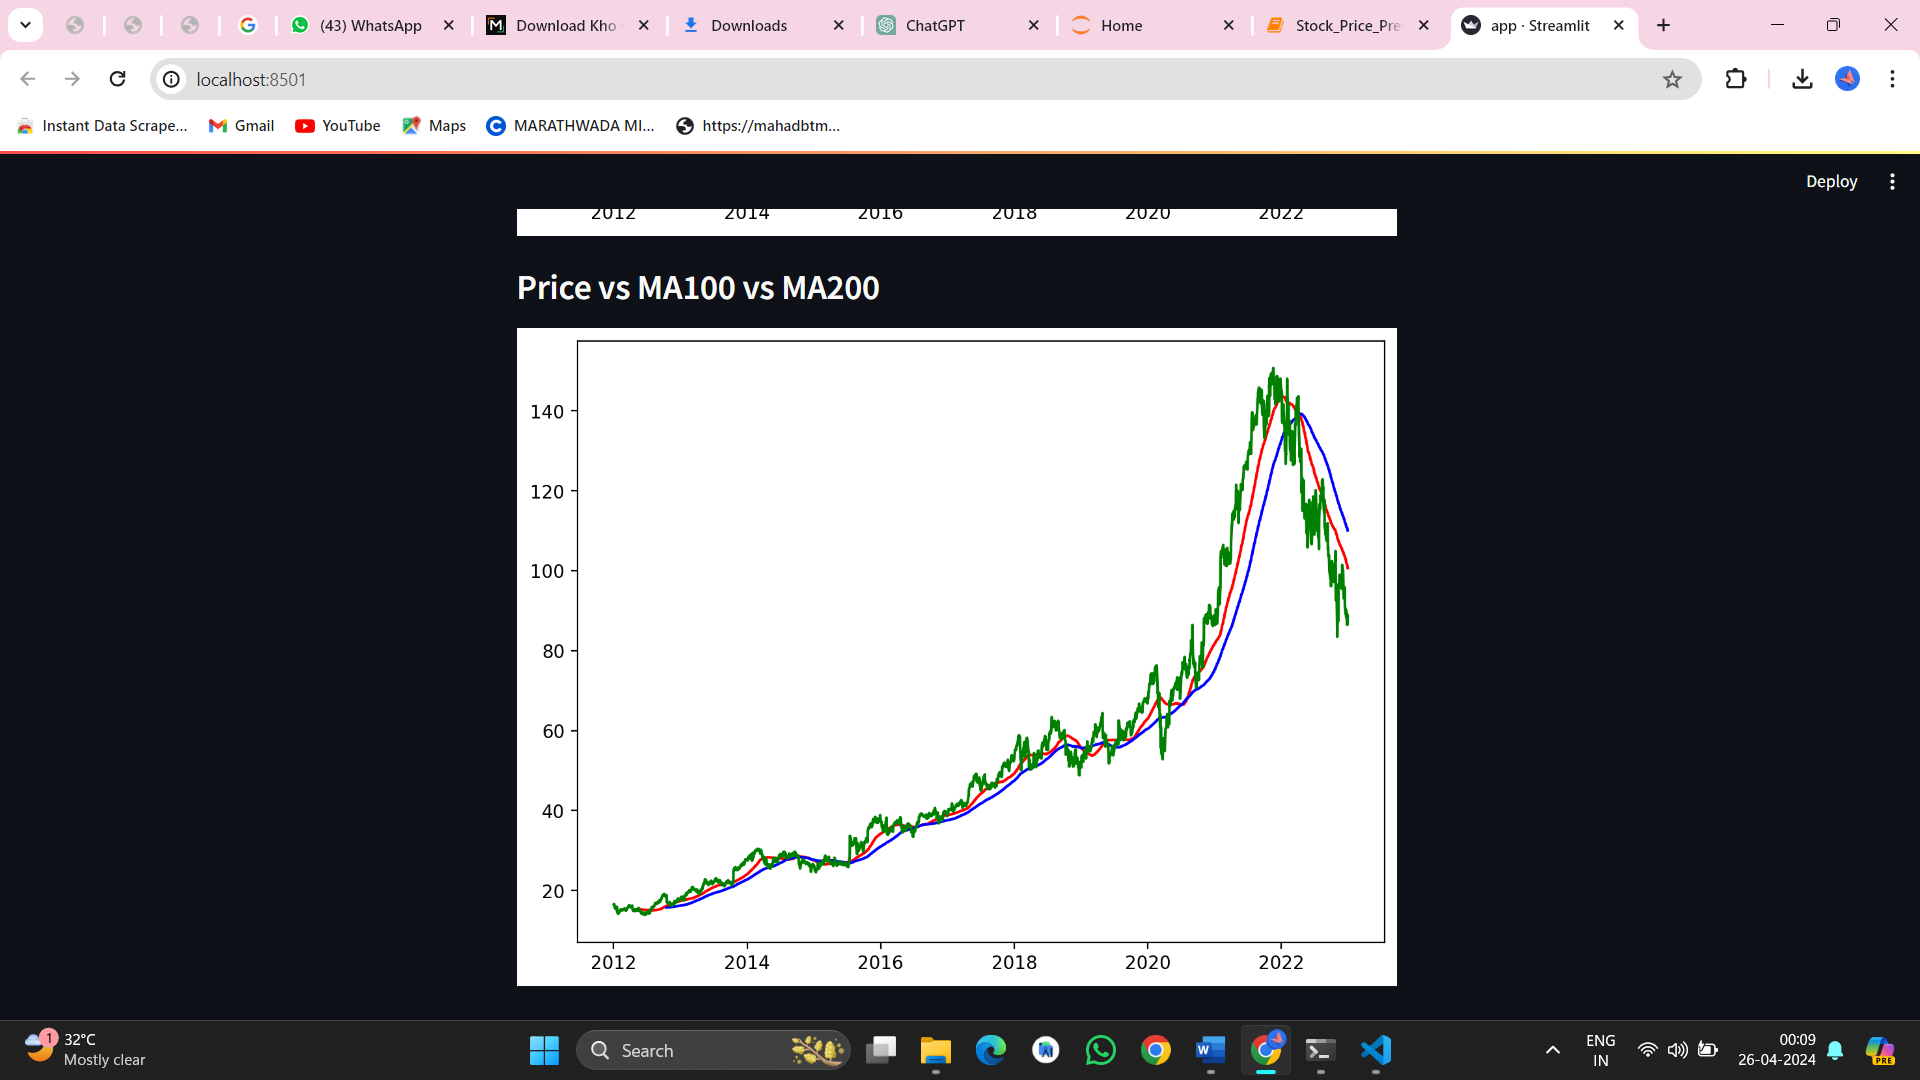 (43) WhatsApp
Download Kho
Downloads
ChatGPT
Home
Stock_Price_Pre
app · Streamlit
localhost:8501
Instant Data Scrape...
Gmail
YouTube
Maps
MARATHWADA MI...
https://mahadbtm...
Deploy
2012 2014 2016 2018 2020 2022
Price vs MA100 vs MA200
140
120
100
80
60
40
20
2012 2014 2016 2018 2020 2022
1
32°C
Mostly clear
Search
ENG
IN
00:09
26-04-2024
PRE